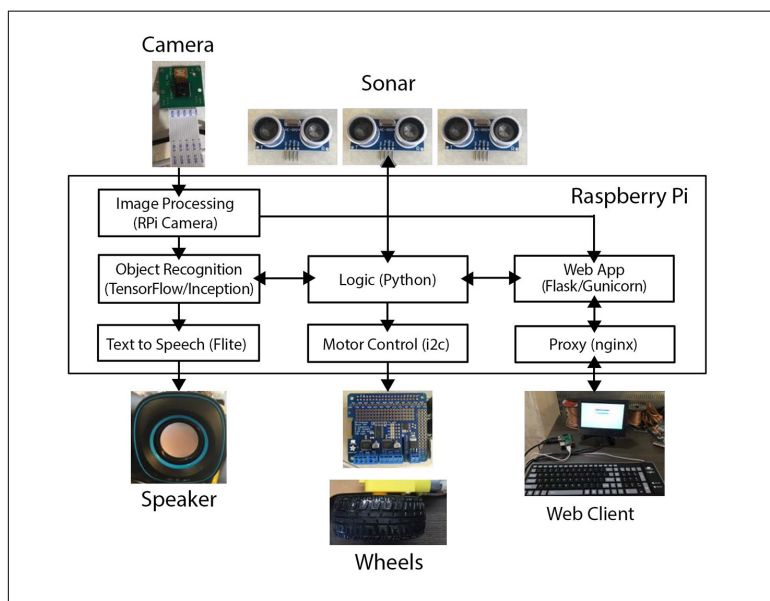 Camera
Sonar
Raspberry Pi
Image Processing
(RPi Camera)
Object Recognition
(TensorFlow/Inception)
Logic (Python)
Web App
(Flask/Gunicorn)
Text to Speech (Flite)
Motor Control (i2c)
Proxy (nginx)
Speaker
Wheels
Web Client